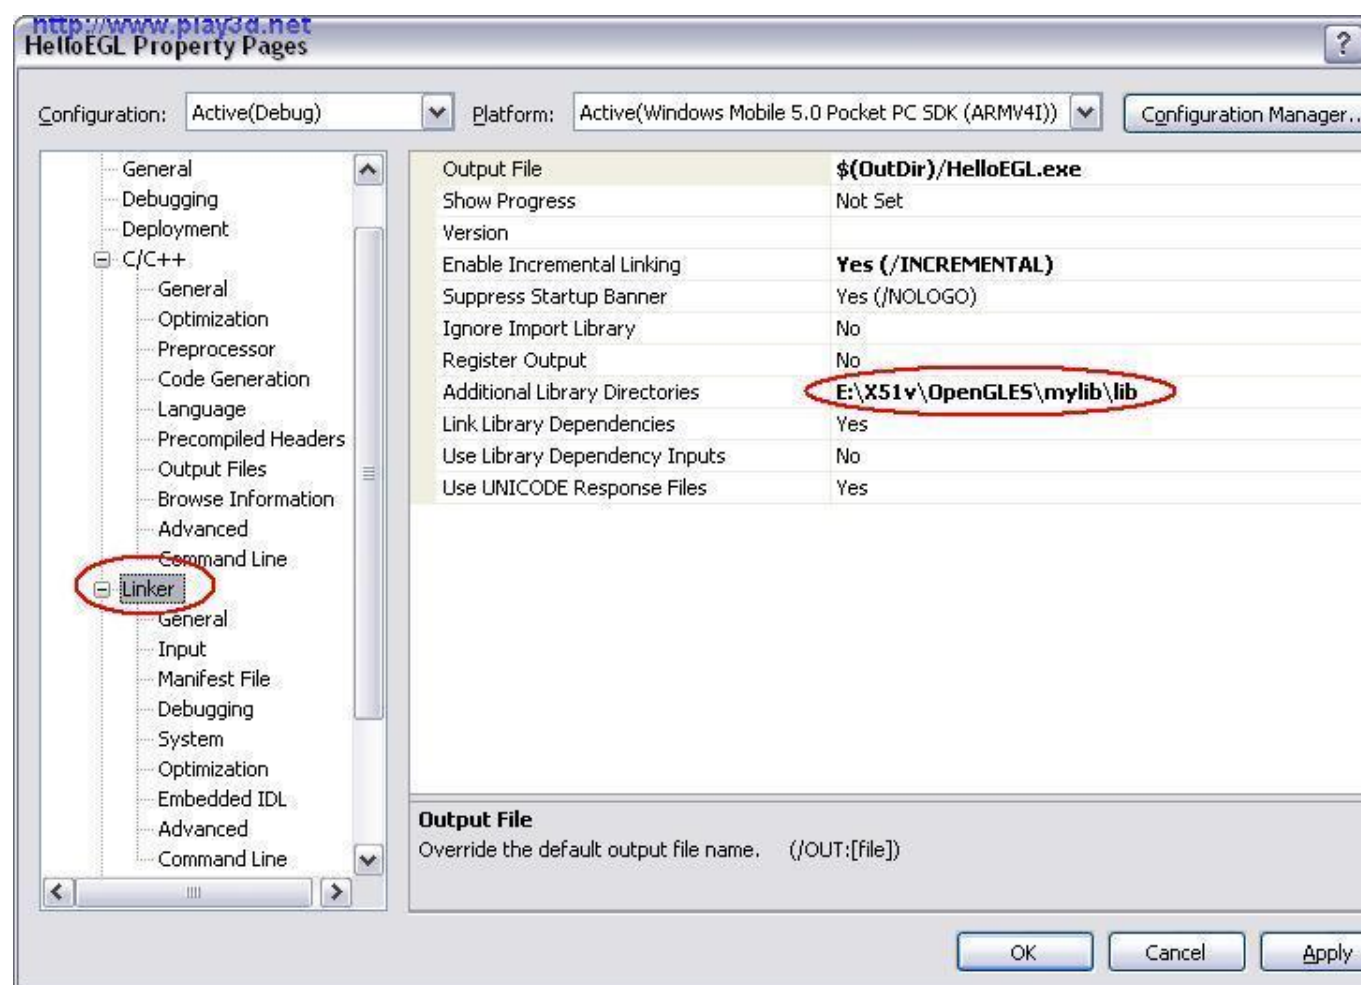 http://www.play3d.net
HelloEGL Property Pages
?
Configuration: Active(Debug) Platform: Active(Windows Mobile 5.0 Pocket PC SDK (ARMV4I)) Configuration Manager..
General
Debugging
Deployment
C/C++
General
Optimization
Preprocessor
Code Generation
Language
Precompiled Headers
Output Files
Browse Information
Advanced
Command Line
Linker
General
Input
Manifest File
Debugging
System
Optimization
Embedded IDL
Advanced
Command Line
Output File $(OutDir)/HelloEGL.exe
Show Progress Not Set
Version
Enable Incremental Linking Yes (/INCREMENTAL)
Suppress Startup Banner Yes (/NOLOGO)
Ignore Import Library No
Register Output No
Additional Library Directories E:\X51v\OpenGLES\mylib\lib
Link Library Dependencies Yes
Use Library Dependency Inputs No
Use UNICODE Response Files Yes
Output File
Override the default output file name. (/OUT:[file])
OK Cancel Apply